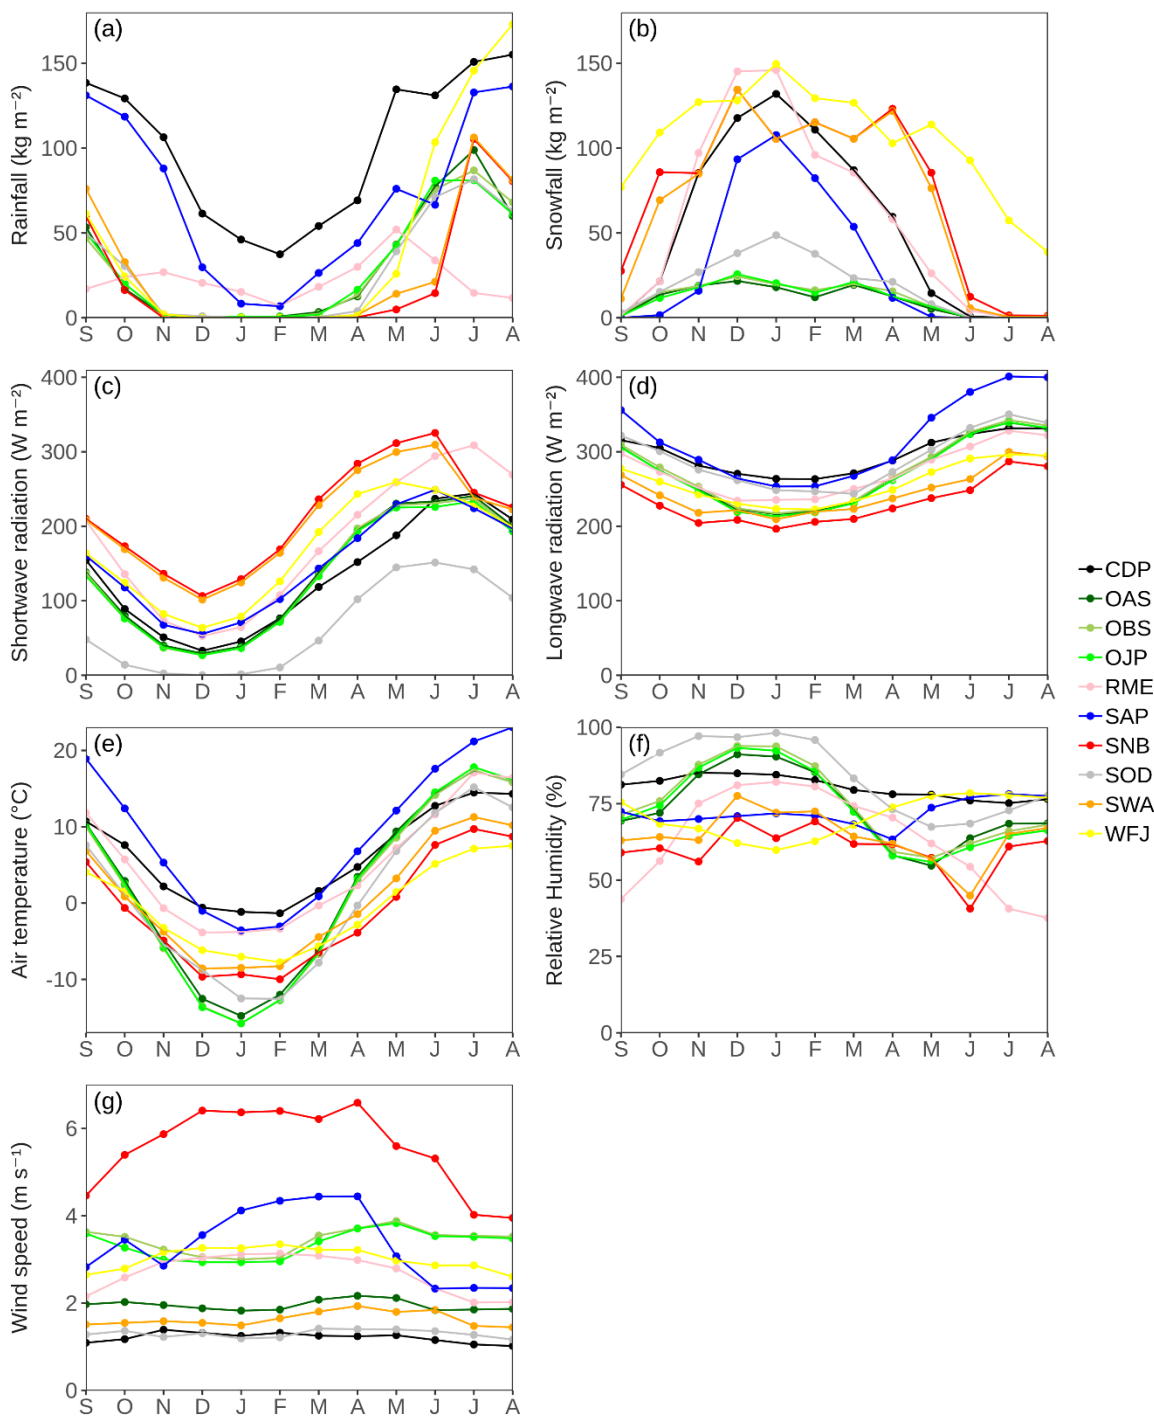 (a)
Rainfall (kg m⁻²)
150
100
50
0
S O N D J F M A M J J A
(b)
Snowfall (kg m⁻²)
150
100
50
0
S O N D J F M A M J J A
(c)
Shortwave radiation (W m⁻²)
400
300
200
100
0
S O N D J F M A M J J A
(d)
Longwave radiation (W m⁻²)
400
300
200
100
0
S O N D J F M A M J J A
(e)
Air temperature (°C)
20
10
0
-10
S O N D J F M A M J J A
(f)
Relative Humidity (%)
100
75
50
25
0
S O N D J F M A M J J A
(g)
Wind speed (m s⁻¹)
6
4
2
0
S O N D J F M A M J J A
CDP
OAS
OBS
OJP
RME
SAP
SNB
SOD
SWA
WFJ